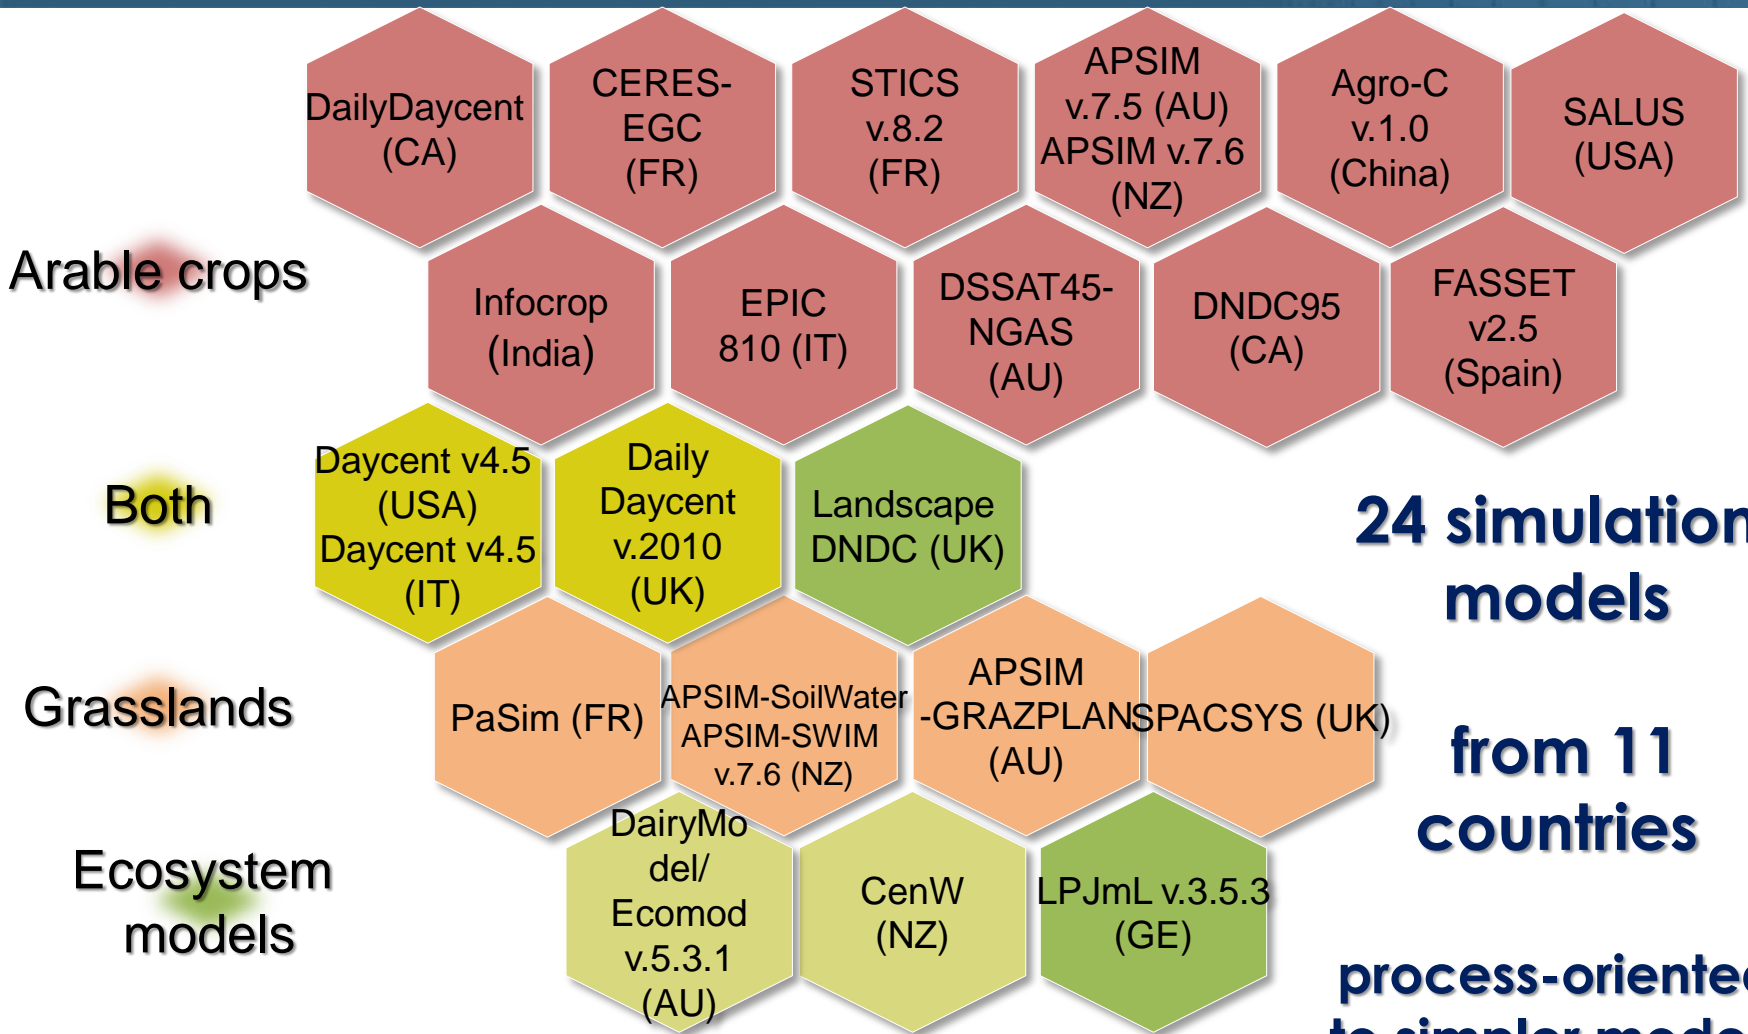 DailyDaycent
(CA)
CERES-
EGC
(FR)
STICS
v.8.2
(FR)
APSIM
v.7.5 (AU)
APSIM v.7.6
(NZ)
Agro-C
v.1.0
(China)
SALUS
(USA)
Arable crops
Infocrop
(India)
EPIC
810 (IT)
DSSAT45-
NGAS
(AU)
DNDC95
(CA)
FASSET
v2.5
(Spain)
Both
Daycent v4.5
(USA)
Daycent v4.5
(IT)
Daily
Daycent
v.2010
(UK)
Landscape
DNDC (UK)
24 simulation
models
Grasslands
PaSim (FR)
APSIM-SoilWater
APSIM-SWIM
v.7.6 (NZ)
APSIM
-GRAZPLAN
(AU)
SPACSYS (UK)
from 11
countries
Ecosystem
models
DairyMo
del/
Ecomod
v.5.3.1
(AU)
CenW
(NZ)
LPJmL v.3.5.3
(GE)
process-oriented
to simpler